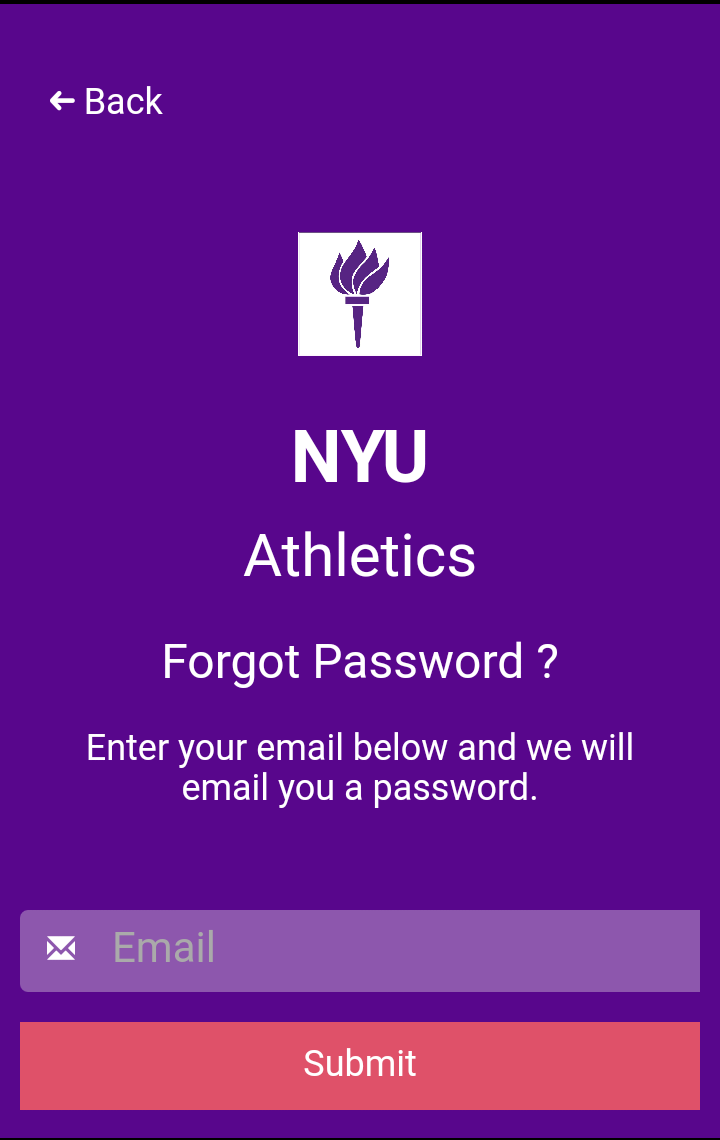 Back
NYU
Athletics
Forgot Password ?
Enter your email below and we will
email you a password.
Email
Submit